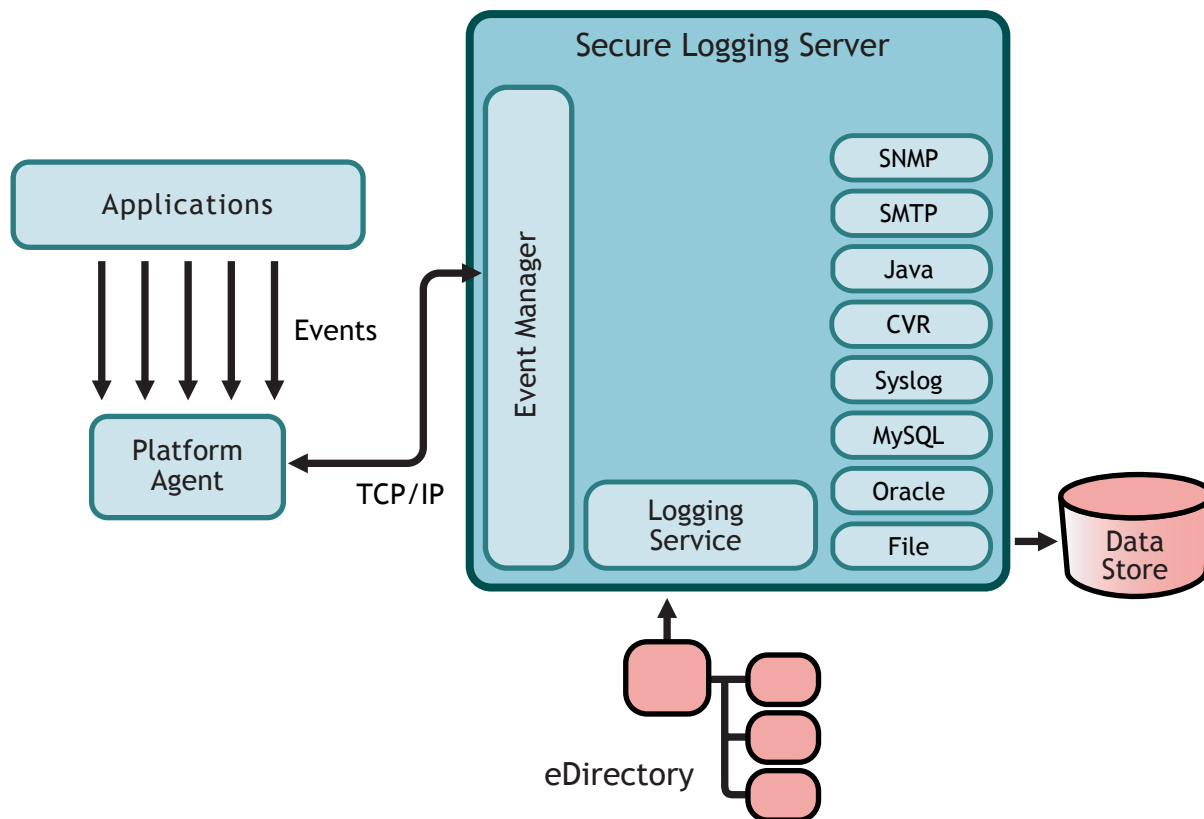 Secure Logging Server
Applications
Events
Platform
Agent
TCP/IP
Event Manager
SNMP
SMTP
Java
CVR
Syslog
MySQL
Oracle
File
Logging
Service
Data
Store
eDirectory